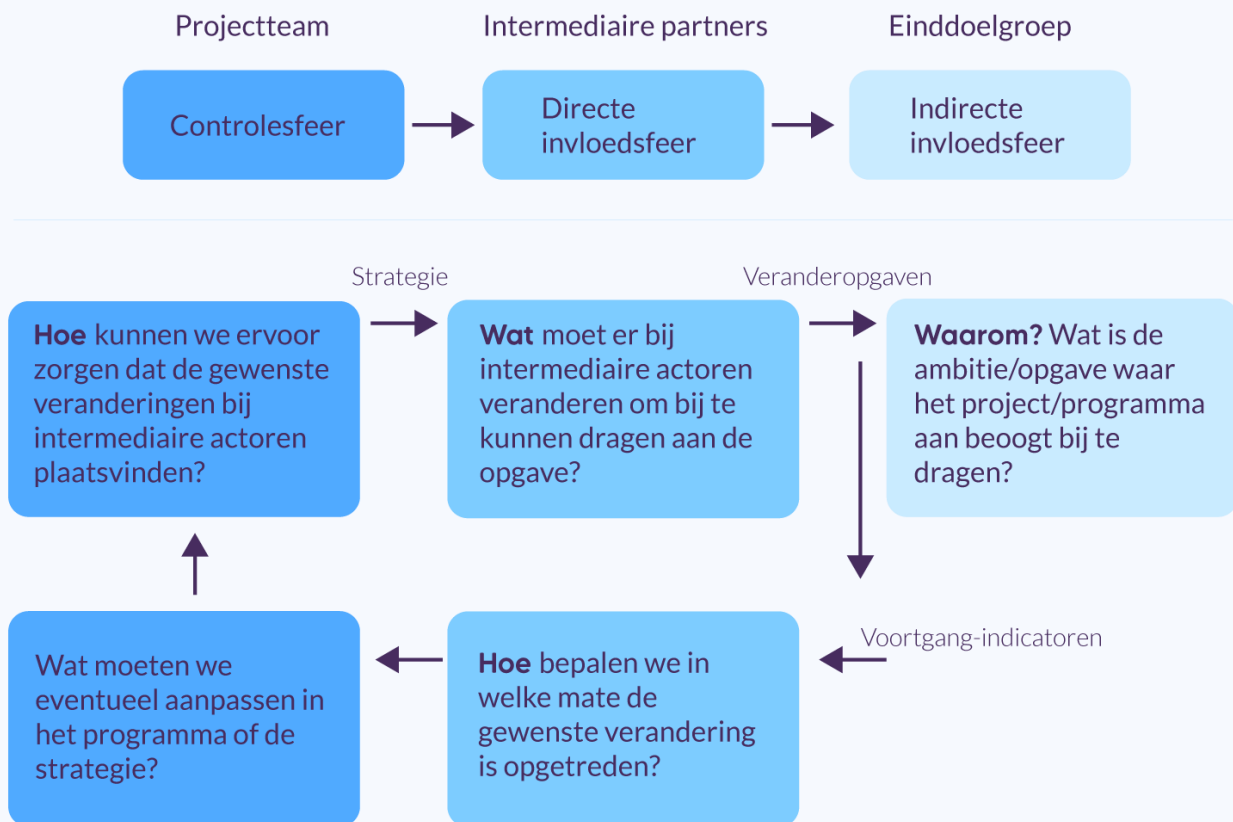 Projectteam
Intermediaire partners
Einddoelgroep
Controlesfeer
Directe
invloedsfeer
Indirecte
invloedsfeer
Strategie
Veranderopgaven
Hoe kunnen we ervoor
zorgen dat de gewenste
veranderingen bij
intermediaire actoren
plaatsvinden?
Wat moet er bij
intermediaire actoren
veranderen om bij te
kunnen dragen aan de
opgave?
Waarom? Wat is de
ambitie/opgave waar
het project/programma
aan beoogt bij te
dragen?
Voortgang-indicatoren
Hoe bepalen we in
welke mate de
gewenste verandering
is opgetreden?
Wat moeten we
eventueel aanpassen in
het programma of de
strategie?